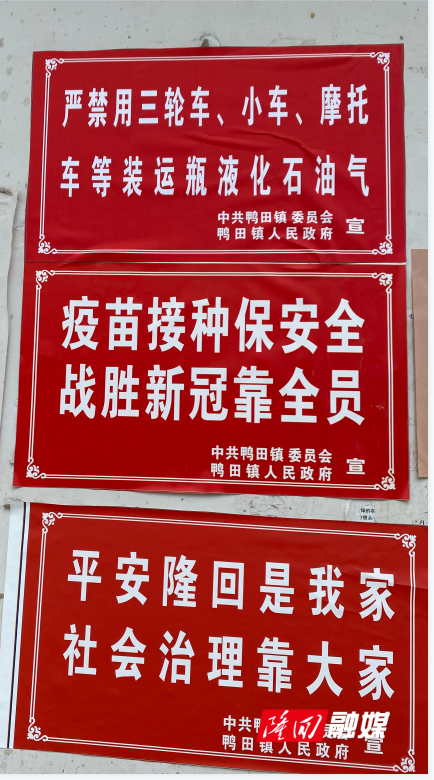 严禁用三轮车、小车、摩托
车等装运瓶液化石油气
中共鸭田镇委员会
鸭田镇人民政府 宣
疫苗接种保安全
战胜新冠靠全员
中共鸭田镇委员会
鸭田镇人民政府 宣
平安隆回是我家
社会治理靠大家
中共鸭
鸭田镇人民政府 宣
隆回融媒